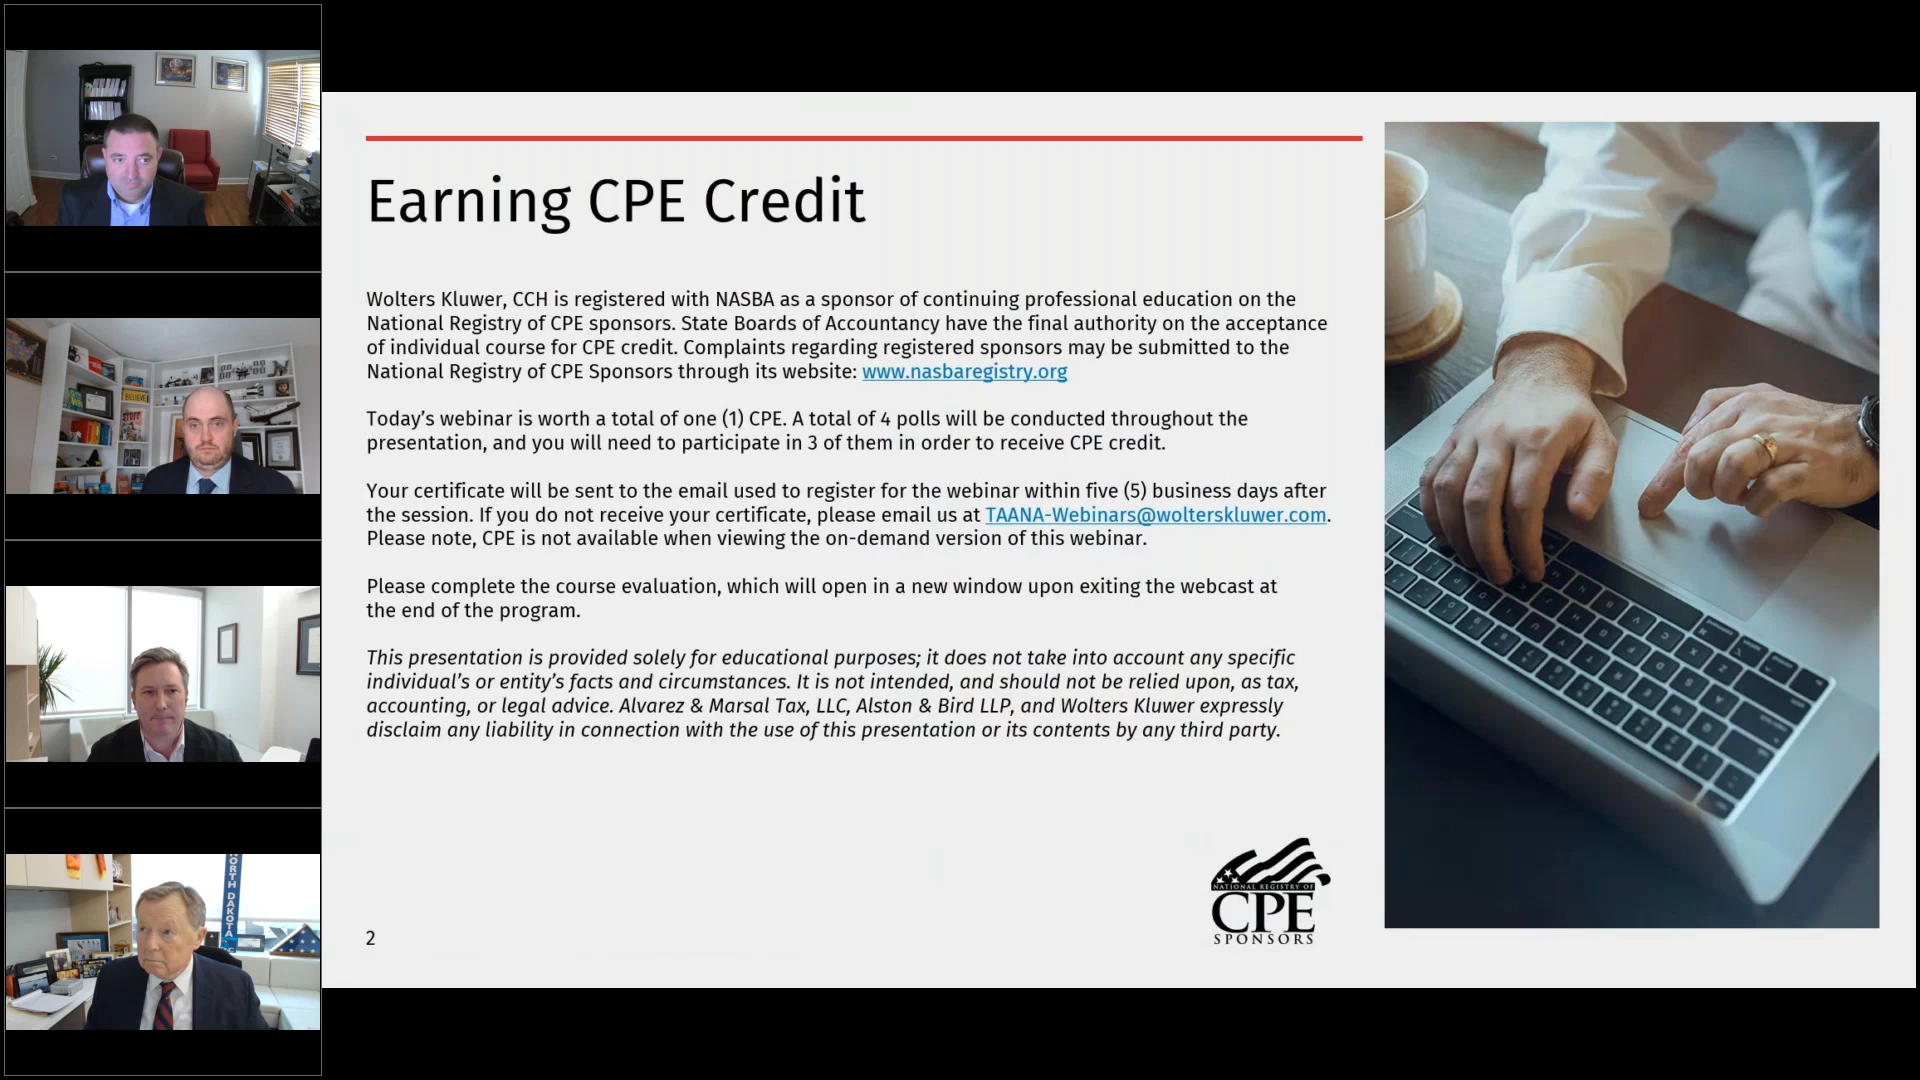 Earning CPE Credit
Wolters Kluwer, CCH is registered with NASBA as a sponsor of continuing professional education on the
National Registry of CPE sponsors. State Boards of Accountancy have the final authority on the acceptance
of individual course for CPE credit. Complaints regarding registered sponsors may be submitted to the
National Registry of CPE Sponsors through its website: www.nasbaregistry.org
Today’s webinar is worth a total of one (1) CPE. A total of 4 polls will be conducted throughout the
presentation, and you will need to participate in 3 of them in order to receive CPE credit.
Your certificate will be sent to the email used to register for the webinar within five (5) business days after
the session. If you do not receive your certificate, please email us at TAANA-Webinars@wolterskluwer.com.
Please note, CPE is not available when viewing the on-demand version of this webinar.
Please complete the course evaluation, which will open in a new window upon exiting the webcast at
the end of the program.
This presentation is provided solely for educational purposes; it does not take into account any specific
individual’s or entity’s facts and circumstances. It is not intended, and should not be relied upon, as tax,
accounting, or legal advice. Alvarez & Marsal Tax, LLC, Alston & Bird LLP, and Wolters Kluwer expressly
disclaim any liability in connection with the use of this presentation or its contents by any third party.
2
NATIONAL REGISTRY OF
CPE
SPONSORS
BELIEVE
NORTH DAKOTA